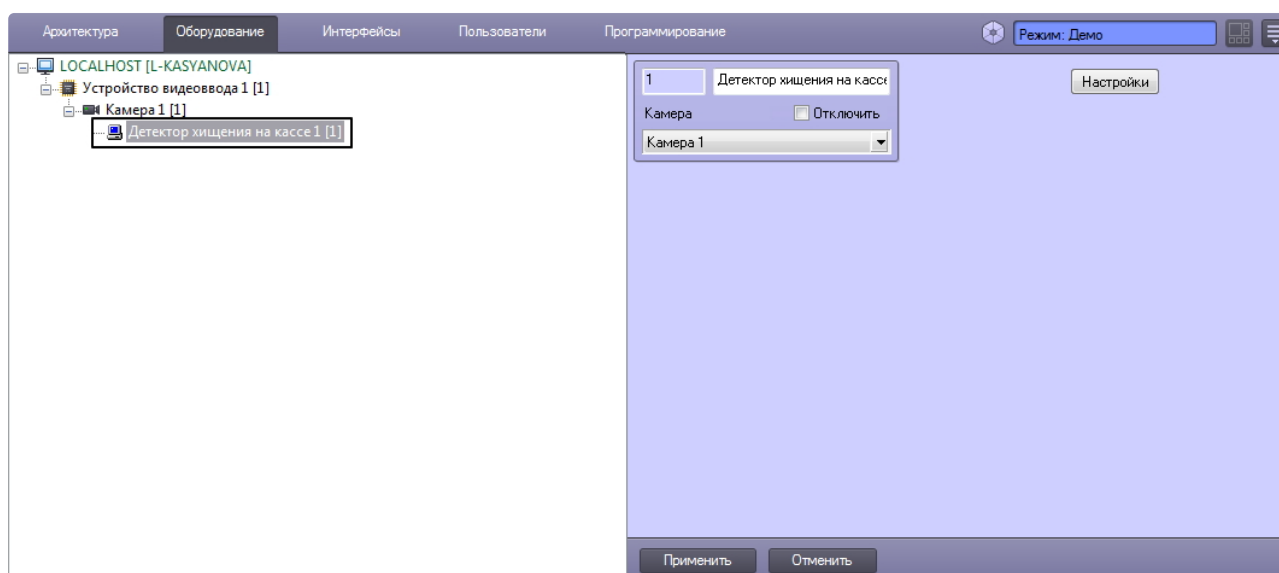 Архитектура Оборудование Интерфейсы Пользователи Программирование Режим: Демо
LOCALHOST [L-KASYANOVA]
Устройство видеоввода 1 [1]
Камера 1 [1]
Детектор хищения на кассе 1 [1]
1 Детектор хищения на кассе
Настройки
Камера Отключить
Камера 1
Применить Отменить